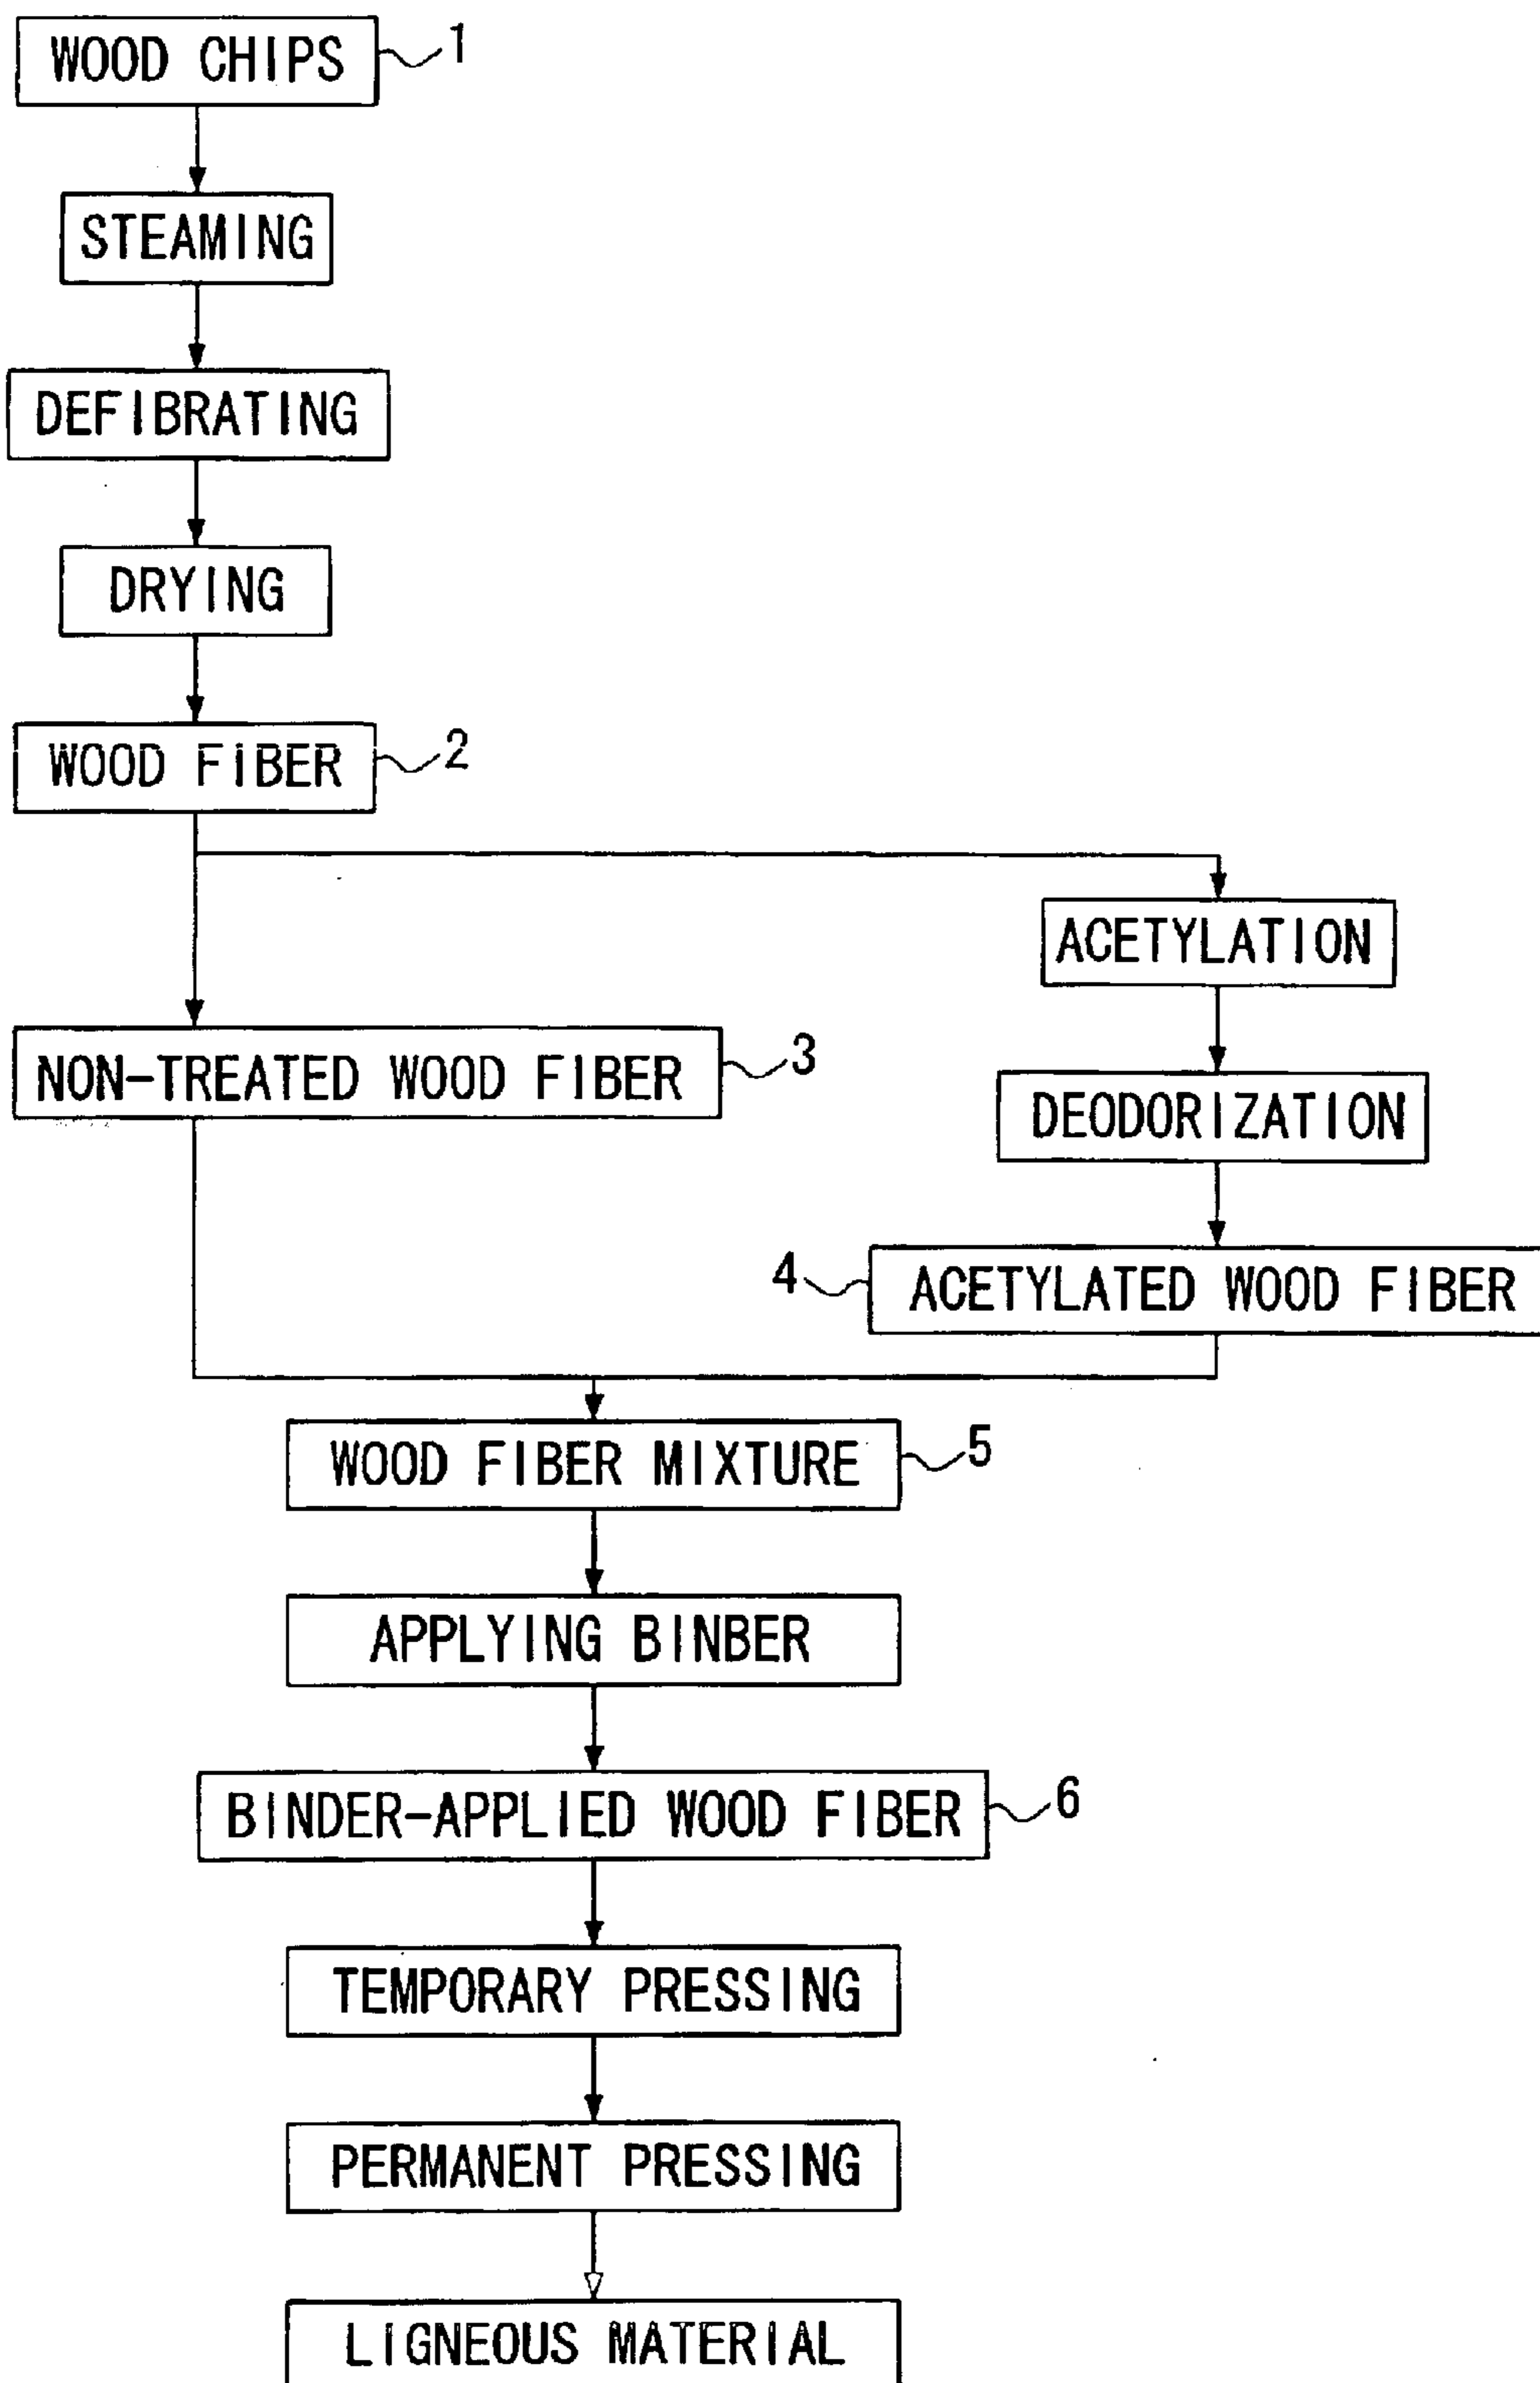 WOOD CHIPS 1
STEAMING
DEFIBRATING
DRYING
WOOD FIBER 2
ACETYLATION
NON-TREATED WOOD FIBER 3
DEODORIZATION
4 ACETYLATED WOOD FIBER
WOOD FIBER MIXTURE 5
APPLYING BINBER
BINDER-APPLIED WOOD FIBER 6
TEMPORARY PRESSING
PERMANENT PRESSING
LIGNEOUS MATERIAL